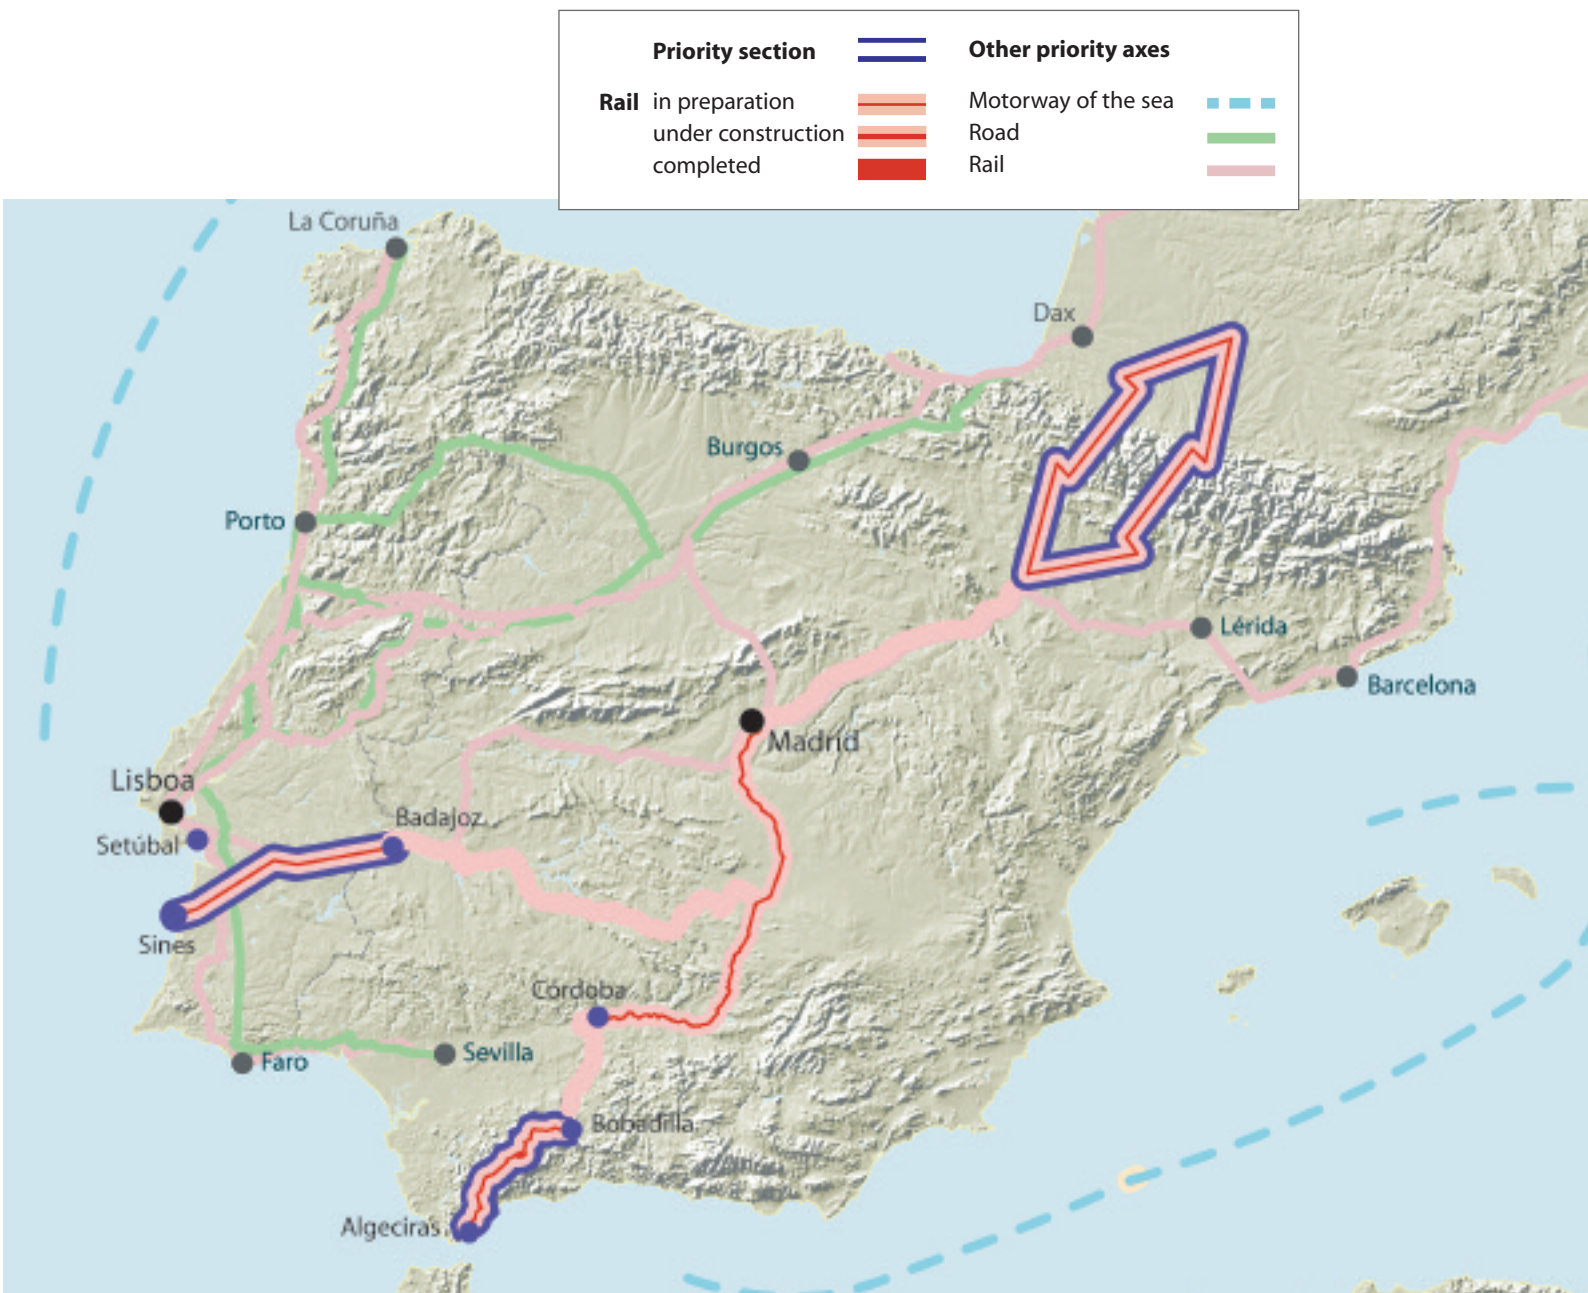 Priority section
Other priority axes
Rail in preparation
Motorway of the sea
under construction
Road
completed
Rail
La Coruña
Dax
Burgos
Porto
Lérida
Barcelona
Madrid
Lisboa
Badajoz
Setúbal
Sines
Córdoba
Sevilla
Faro
Bobadilla
Algeciras